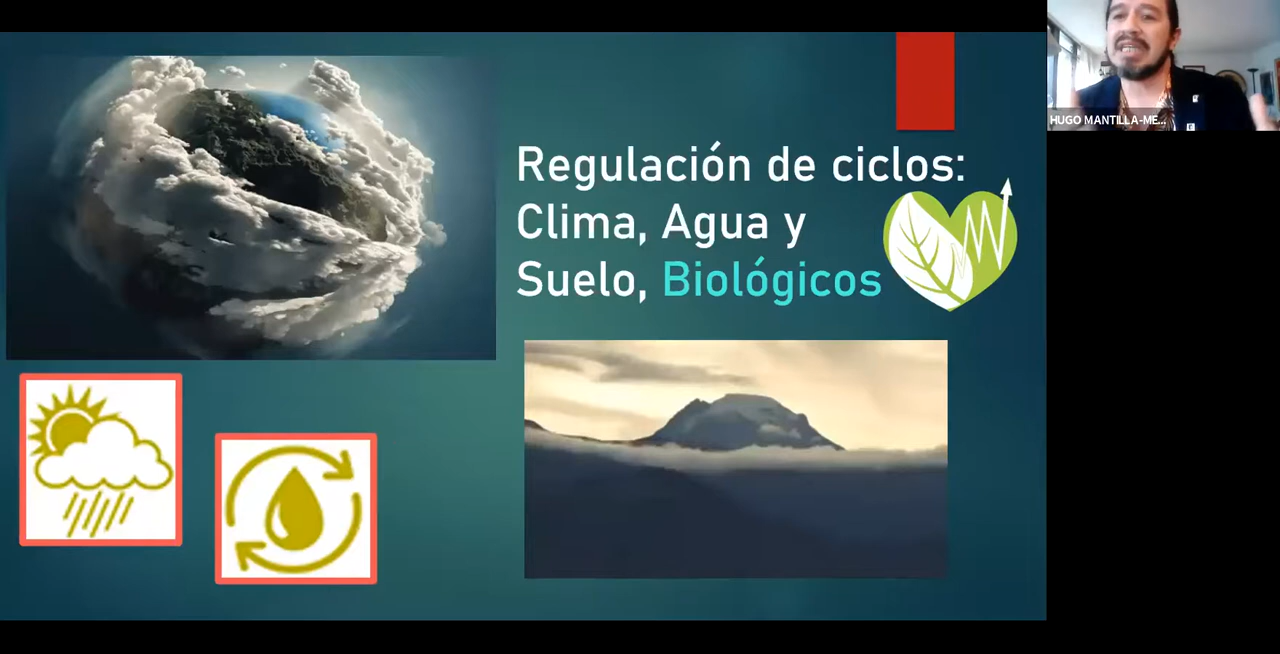 Regulación de ciclos:
Clima, Agua y
Suelo, Biológicos
HUGO MANTILLA-ME...